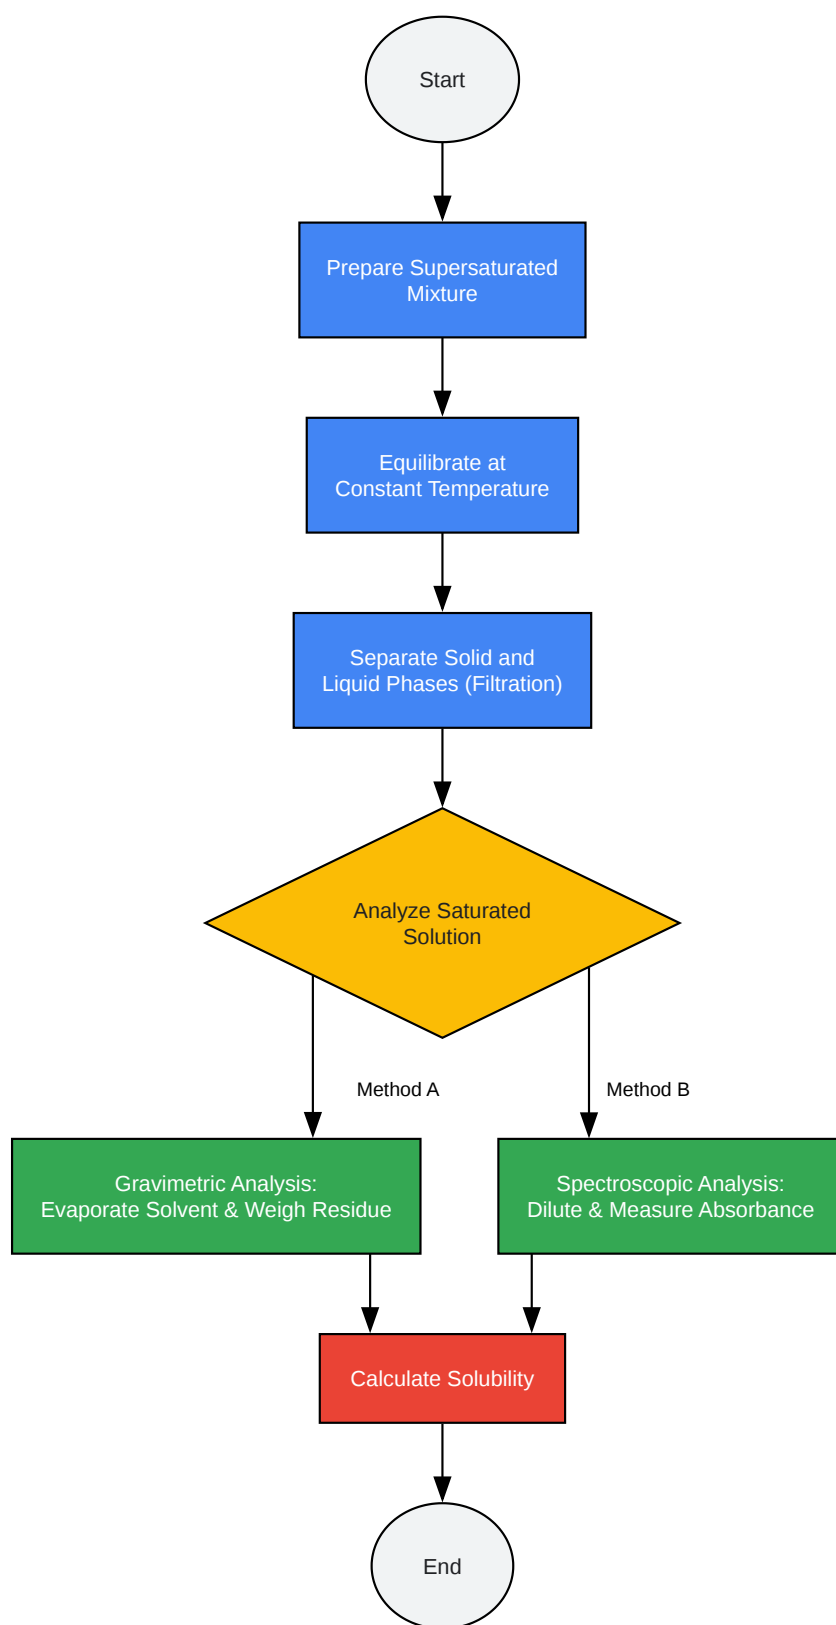 Start
Prepare Supersaturated
Mixture
Equilibrate at
Constant Temperature
Separate Solid and
Liquid Phases (Filtration)
Analyze Saturated
Solution
Method A
Method B
Gravimetric Analysis:
Evaporate Solvent & Weigh Residue
Spectroscopic Analysis:
Dilute & Measure Absorbance
Calculate Solubility
End